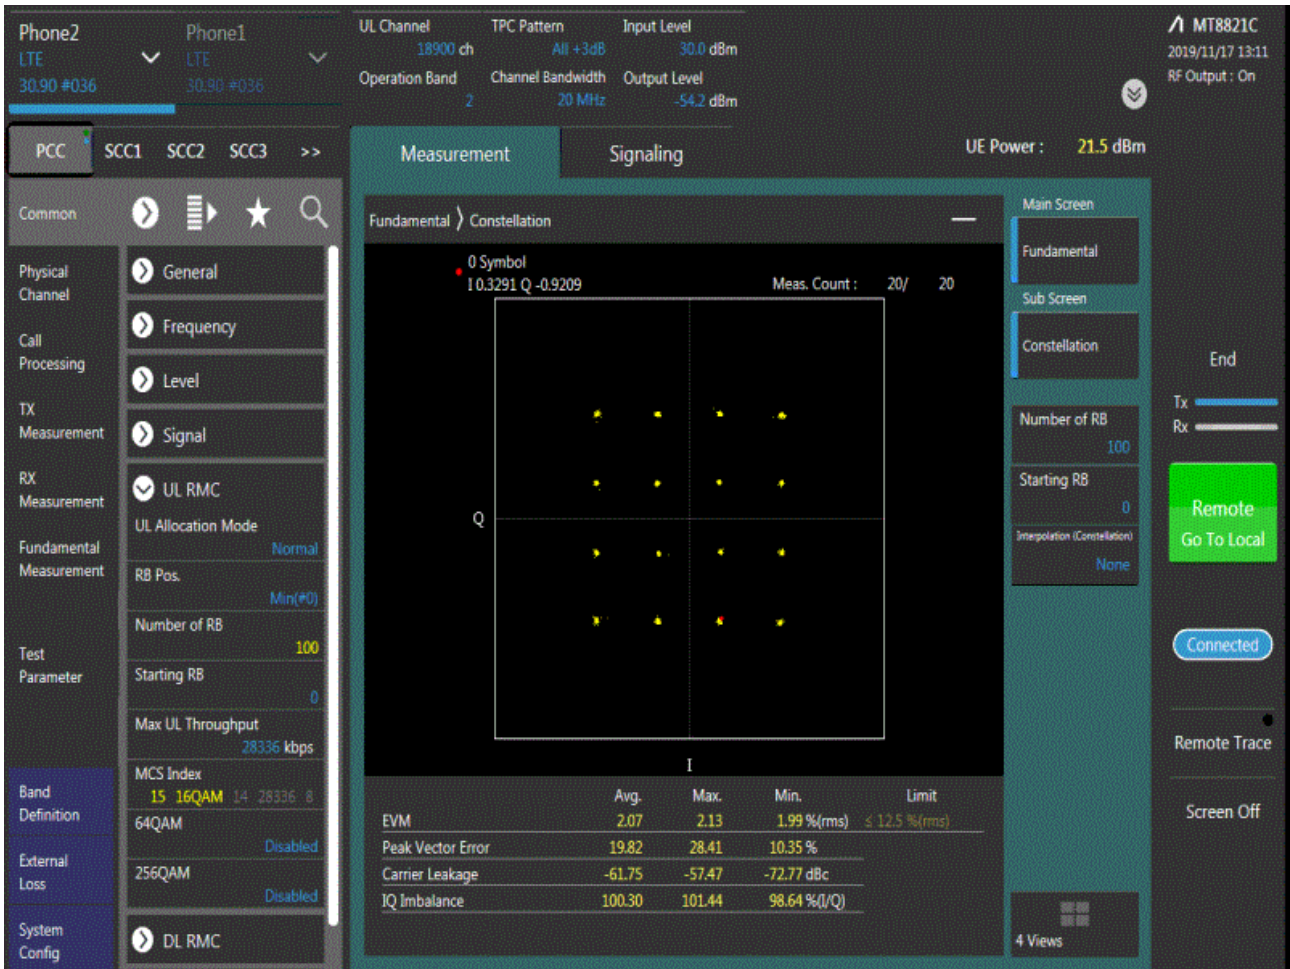 Phone2
LTE
30.90 #036
Phone1
LTE
30.90 #036
UL Channel
18900 ch
TPC Pattern
All +3dB
Input Level
30.0 dBm
Operation Band
2
Channel Bandwidth
20 MHz
Output Level
-54.2 dBm
MT8821C
2019/11/17 13:11
RF Output : On
PCC SCC1 SCC2 SCC3 >>
Measurement
Signaling
UE Power : 21.5 dBm
Common
Physical
Channel
Call
Processing
TX
Measurement
RX
Measurement
Fundamental
Measurement
Test
Parameter
Band
Definition
External
Loss
System
Config
General
Frequency
Level
Signal
UL RMC
UL Allocation Mode
Normal
RB Pos.
Min(#0)
Number of RB
100
Starting RB
0
Max UL Throughput
28336 kbps
MCS Index
15 16QAM 14 28336 8
64QAM
Disabled
256QAM
Disabled
DL RMC
Fundamental 〉 Constellation
0 Symbol
I 0.3291 Q -0.9209
Meas. Count : 20/ 20
Q
I
Avg. Max. Min. Limit
EVM 2.07 2.13 1.99 %(rms) ≤ 12.5 %(rms)
Peak Vector Error 19.82 28.41 10.35 %
Carrier Leakage -61.75 -57.47 -72.77 dBc
IQ Imbalance 100.30 101.44 98.64 %(I/Q)
Main Screen
Fundamental
Sub Screen
Constellation
Number of RB
100
Starting RB
0
Interpolation (Constellation)
None
4 Views
End
Tx
Rx
Remote
Go To Local
Connected
Remote Trace
Screen Off